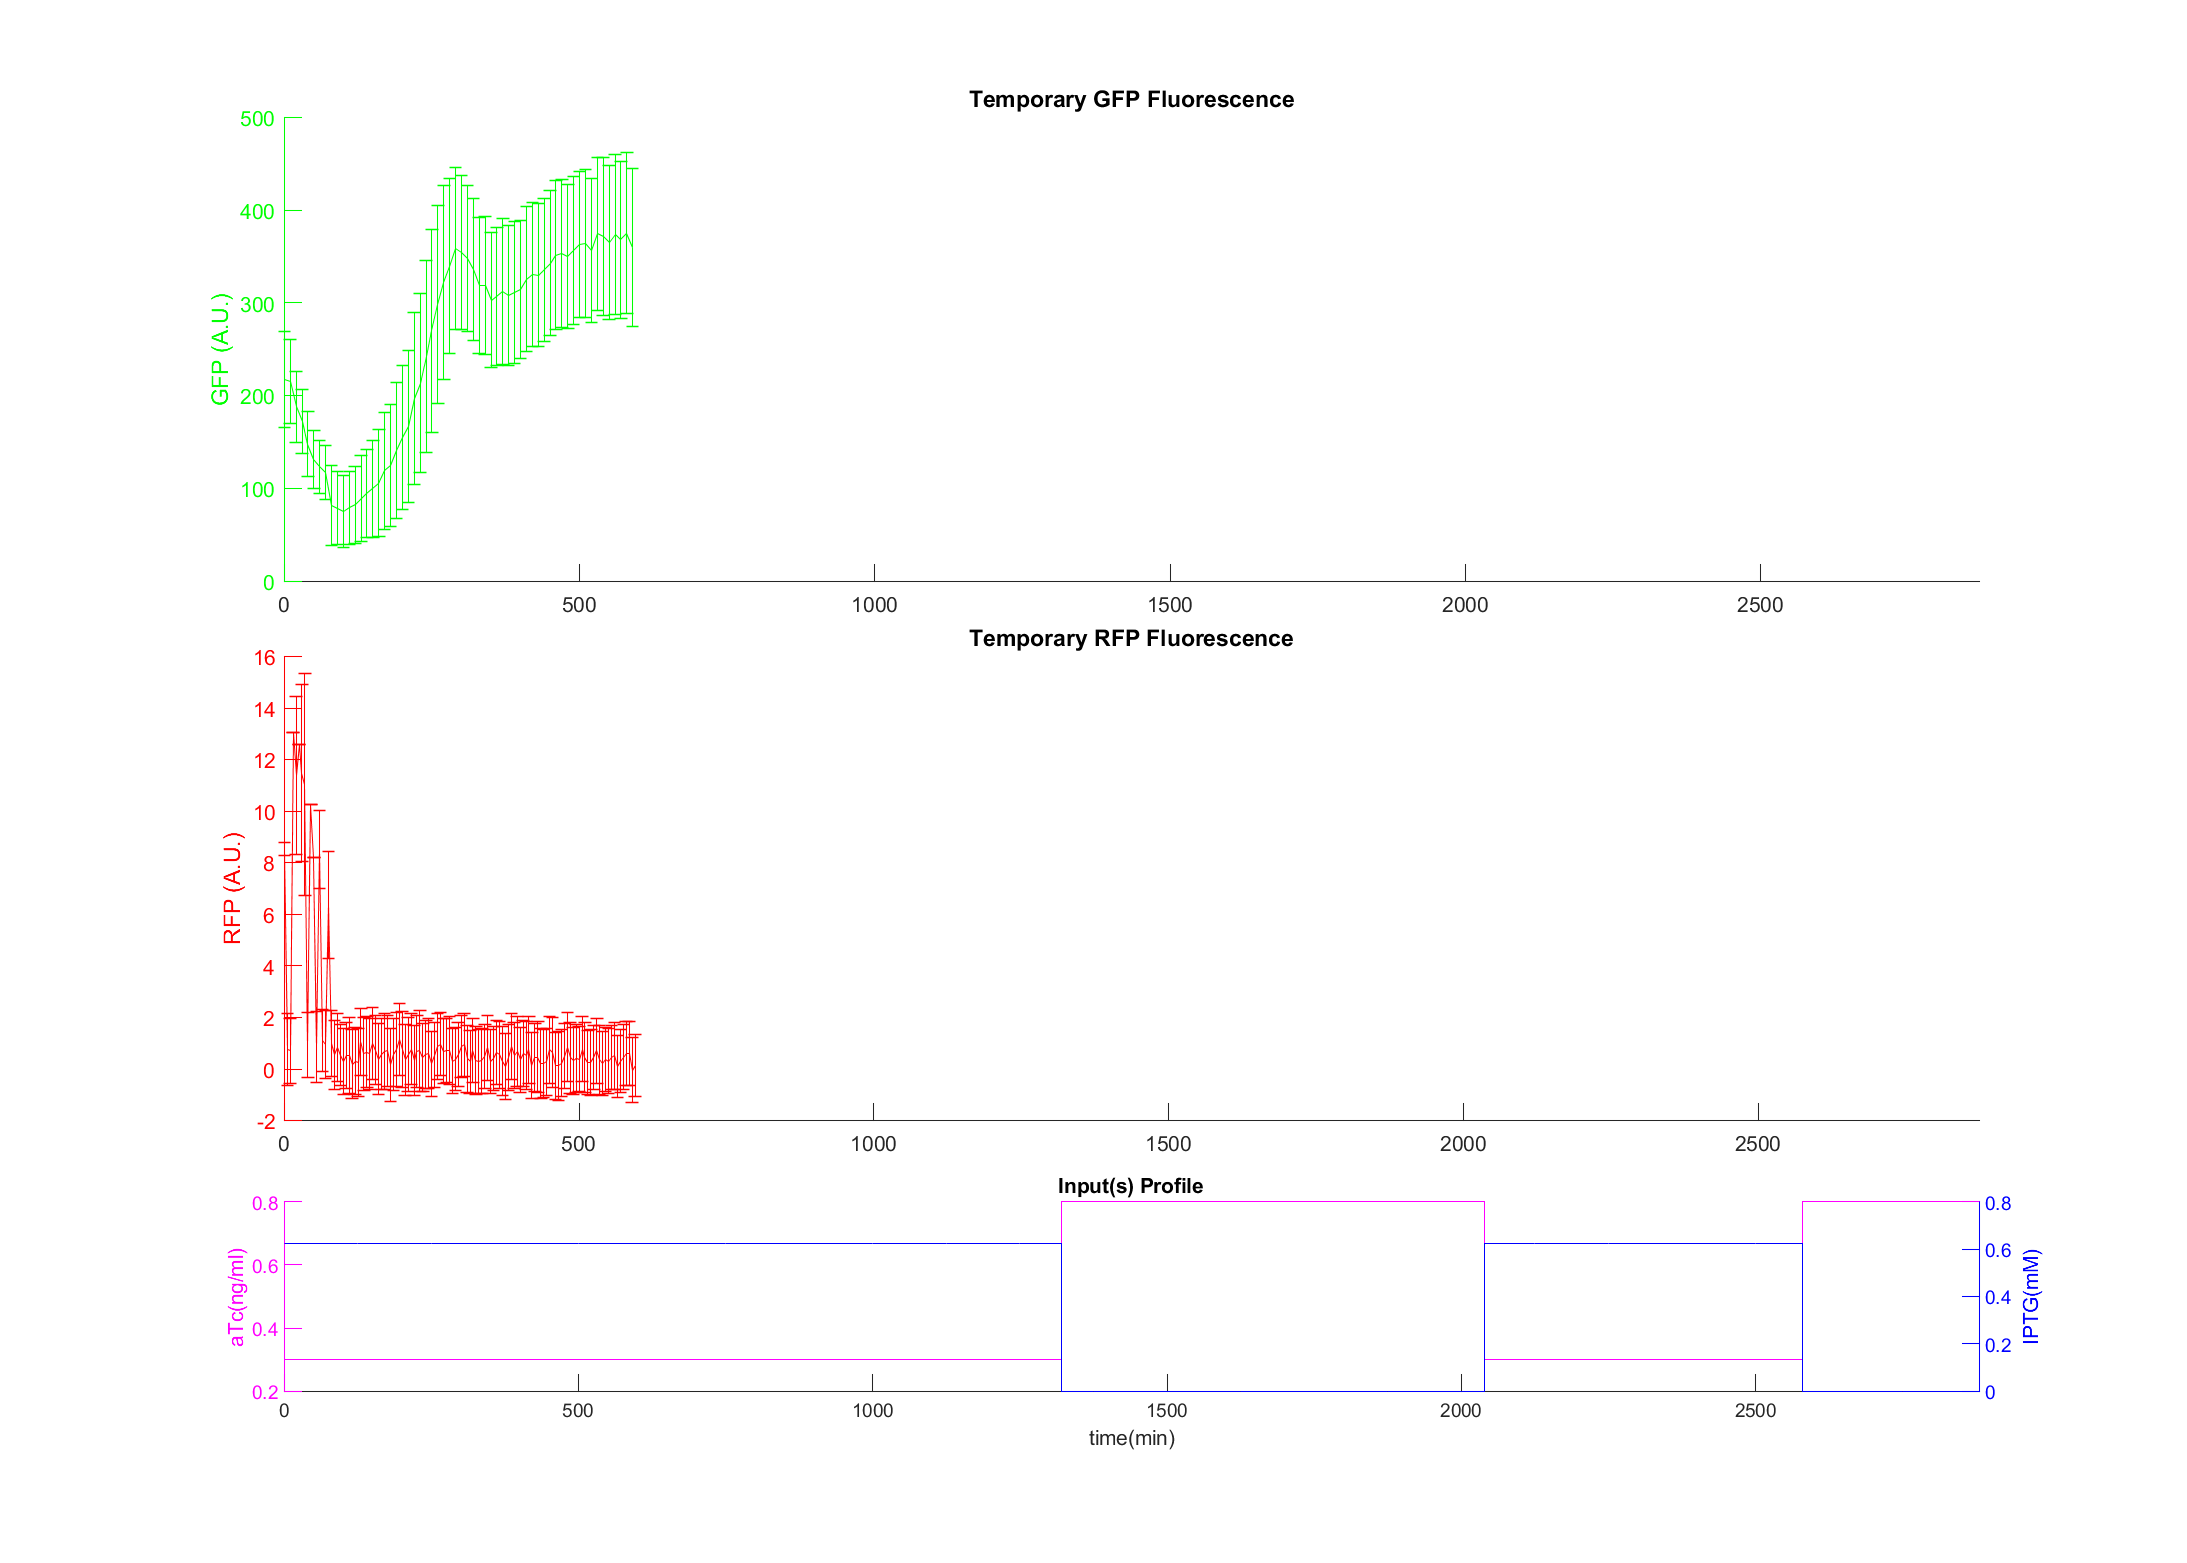 Temporary GFP Fluorescence
500
400
300
200
100
0
GFP (A.U.)
0 500 1000 1500 2000 2500
Temporary RFP Fluorescence
16
14
12
10
8
6
4
2
0
-2
RFP (A.U.)
0 500 1000 1500 2000 2500
Input(s) Profile
0.8
0.6
0.4
0.2
aTc(ng/ml)
0.8
0.6
0.4
0.2
0
IPTG(mM)
0 500 1000 1500 2000 2500
time(min)